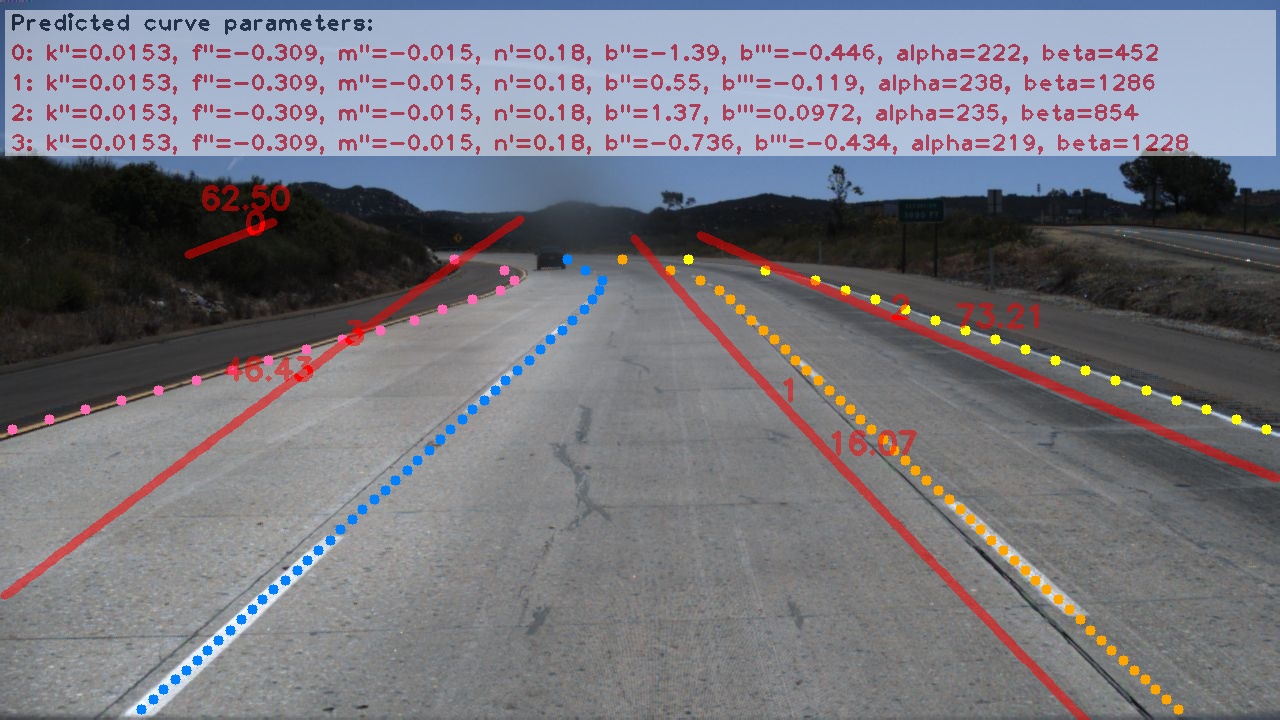 Predicted curve parameters:
0: k''=0.0153, f''=-0.309, m''=-0.015, n'=0.18, b''=-1.39, b'''=-0.446, alpha=222, beta=452
1: k''=0.0153, f''=-0.309, m''=-0.015, n'=0.18, b''=0.55, b'''=-0.119, alpha=238, beta=1286
2: k''=0.0153, f''=-0.309, m''=-0.015, n'=0.18, b''=1.37, b'''=0.0972, alpha=235, beta=854
3: k''=0.0153, f''=-0.309, m''=-0.015, n'=0.18, b''=-0.736, b'''=-0.434, alpha=219, beta=1228
62.50
0
2
73.21
3
46.43
1
16.07